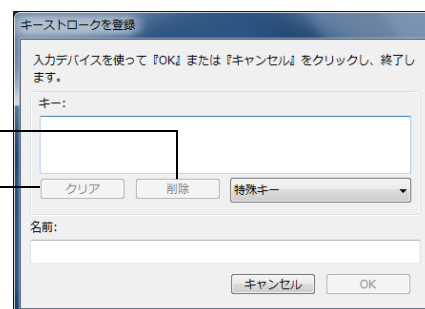 キーストロークを登録
入力デバイスを使って『OK』または『キャンセル』をクリックし、終了し
ます。
キー:
クリア 削除 特殊キー
名前:
キャンセル OK